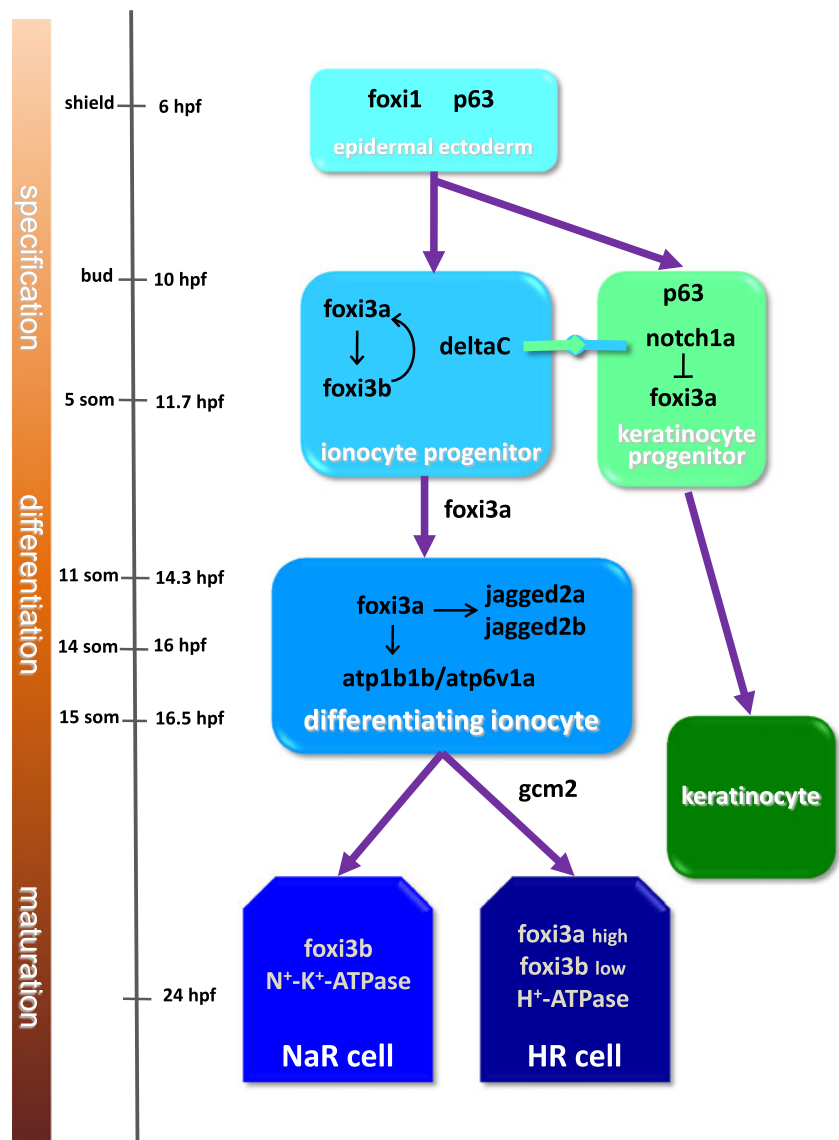 specification
differentiation
maturation
shield
6 hpf
bud
10 hpf
5 som
11.7 hpf
11 som
14.3 hpf
14 som
16 hpf
15 som
16.5 hpf
24 hpf
foxi1 p63
epidermal ectoderm
foxi3a
foxi3b
deltaC
ionocyte progenitor
p63
notch1a
foxi3a
keratinocyte
progenitor
foxi3a
foxi3a
jagged2a
jagged2b
atp1b1b/atp6v1a
differentiating ionocyte
keratinocyte
gcm2
foxi3b
N⁺-K⁺-ATPase
NaR cell
foxi3a high
foxi3b low
H⁺-ATPase
HR cell